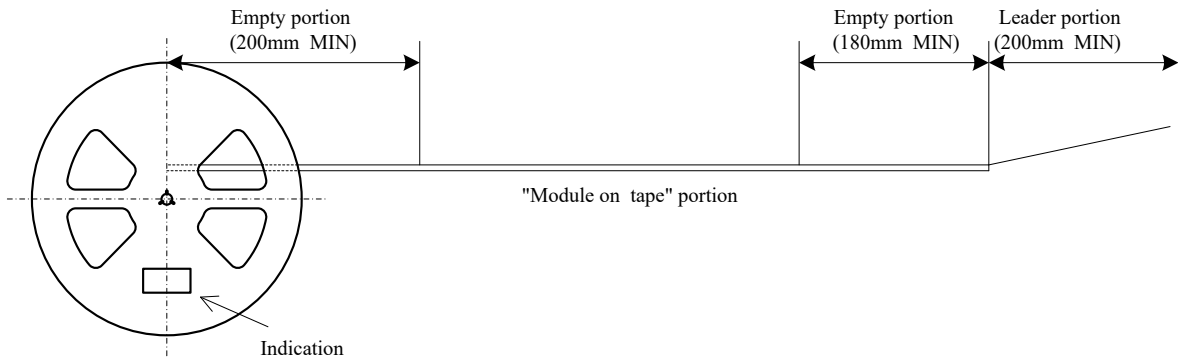 Empty portion
(200mm MIN)
Empty portion
(180mm MIN)
Leader portion
(200mm MIN)
"Module on tape" portion
Indication